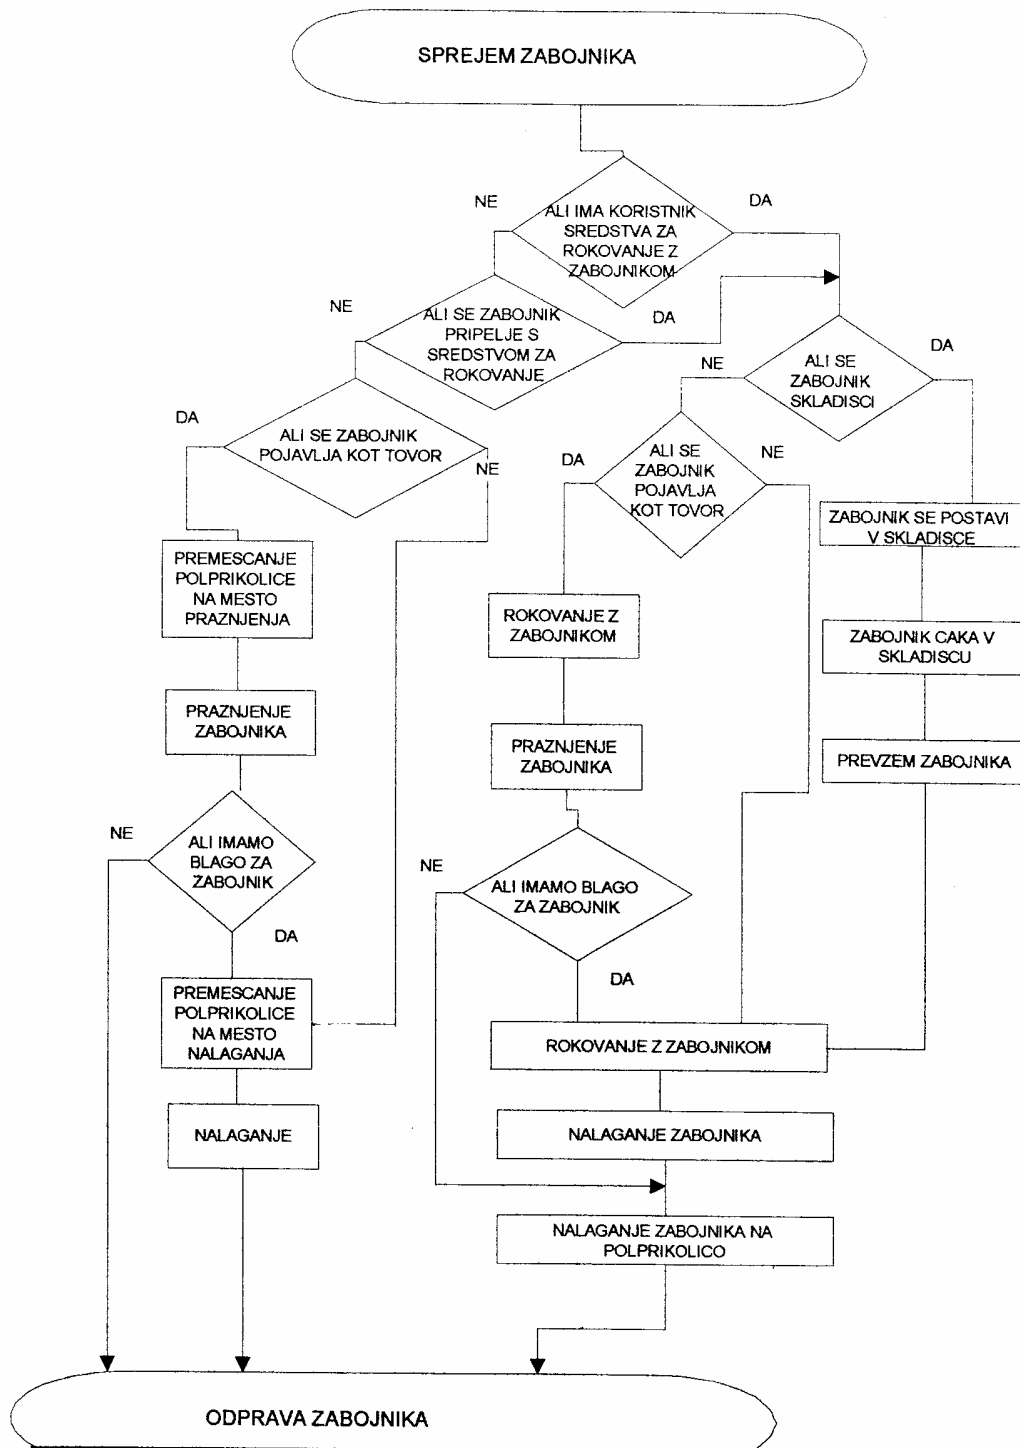 SPREJEM ZABOJNIKA
NE
DA
ALI IMA KORISTNIK
SREDSTVA ZA
ROKOVANJE Z
ZABOJNIKOM
NE
ALI SE ZABOJNIK
PRIPELJE S
SREDSTVOM ZA
ROKOVANJE
DA
ALI SE
ZABOJNIK
SKLADISCI
NE
DA
DA
ALI SE ZABOJNIK
POJAVLJA KOT TOVOR
NE
DA
ALI SE
ZABOJNIK
POJAVLJA
KOT TOVOR
NE
ZABOJNIK SE POSTAVI
V SKLADISCE
PREMESCANJE
POLPRIKOLICE
NA MESTO
PRAZNJENJA
ROKOVANJE Z
ZABOJNIKOM
ZABOJNIK CAKA V
SKLADISCU
PRAZNJENJE
ZABOJNIKA
PRAZNJENJE
ZABOJNIKA
PREVZEM ZABOJNIKA
NE
ALI IMAMO
BLAGO ZA
ZABOJNIK
DA
NE
ALI IMAMO BLAGO
ZA ZABOJNIK
DA
PREMESCANJE
POLPRIKOLICE
NA MESTO
NALAGANJA
ROKOVANJE Z ZABOJNIKOM
NALAGANJE
NALAGANJE ZABOJNIKA
NALAGANJE ZABOJNIKA NA
POLPRIKOLICO
ODPRAVA ZABOJNIKA